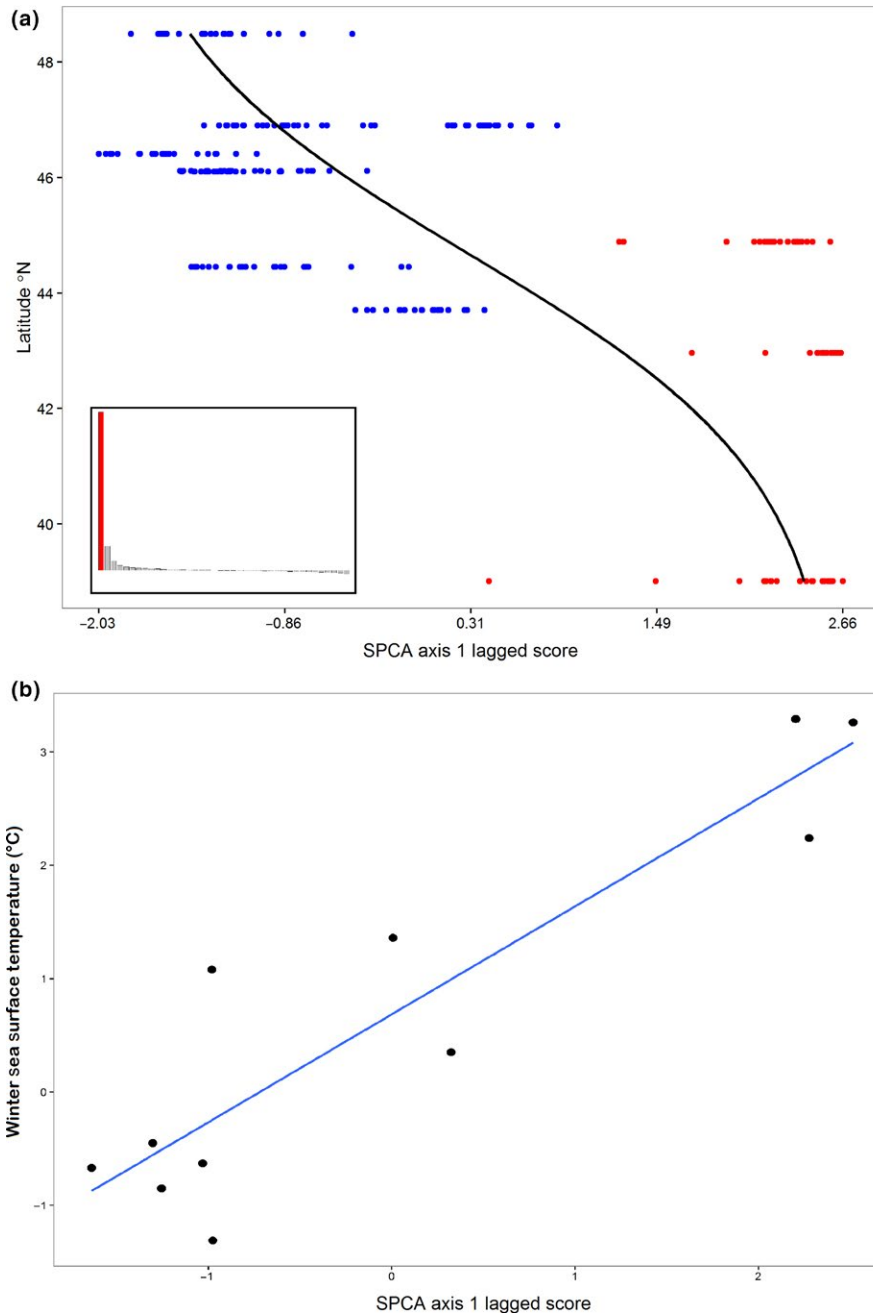 (a)
Latitude °N
48
46
44
42
40
−2.03 −0.86 0.31 1.49 2.66
SPCA axis 1 lagged score
(b)
Winter sea surface temperature (°C)
3
2
1
0
−1
−1 0 1 2
SPCA axis 1 lagged score